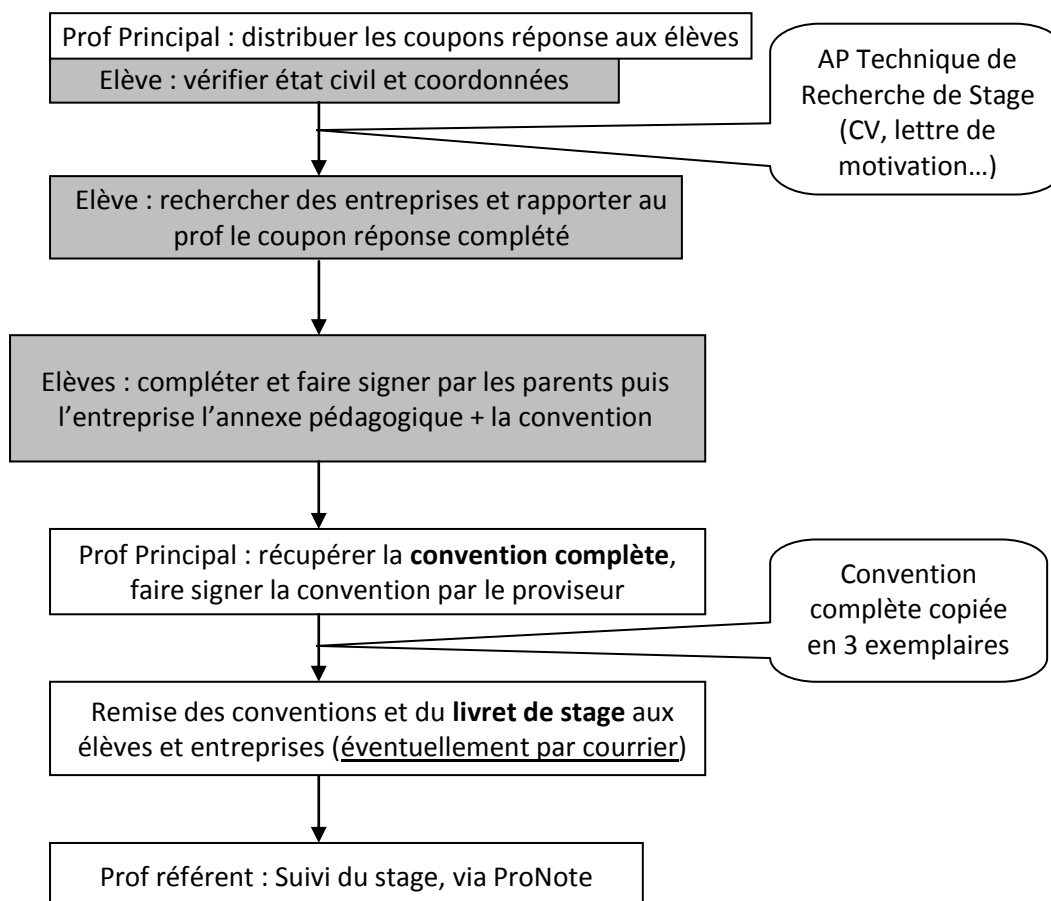 Prof Principal : distribuer les coupons réponse aux élèves
Elève : vérifier état civil et coordonnées
AP Technique de
Recherche de Stage
(CV, lettre de
motivation…)
Elève : rechercher des entreprises et rapporter au
prof le coupon réponse complété
Elèves : compléter et faire signer par les parents puis
l’entreprise l’annexe pédagogique + la convention
Prof Principal : récupérer la convention complète,
faire signer la convention par le proviseur
Convention
complète copiée
en 3 exemplaires
Remise des conventions et du livret de stage aux
élèves et entreprises (éventuellement par courrier)
Prof référent : Suivi du stage, via ProNote